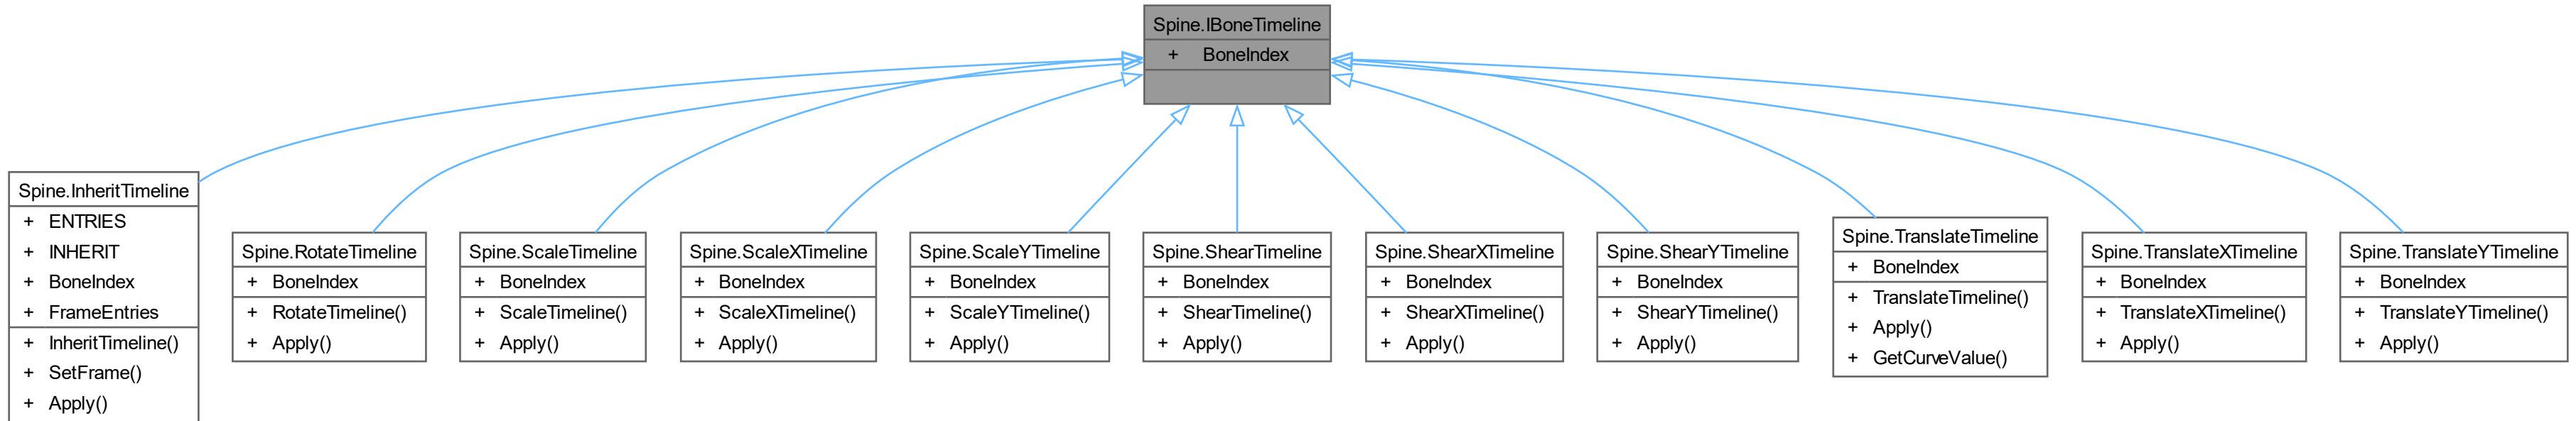 Spine.IBoneTimeline
+ BoneIndex
Spine.InheritTimeline
+ ENTRIES
+ INHERIT
+ BoneIndex
+ FrameEntries
+ InheritTimeline()
+ SetFrame()
+ Apply()
Spine.RotateTimeline
+ BoneIndex
+ RotateTimeline()
+ Apply()
Spine.ScaleTimeline
+ BoneIndex
+ ScaleTimeline()
+ Apply()
Spine.ScaleXTimeline
+ BoneIndex
+ ScaleXTimeline()
+ Apply()
Spine.ScaleYTimeline
+ BoneIndex
+ ScaleYTimeline()
+ Apply()
Spine.ShearTimeline
+ BoneIndex
+ ShearTimeline()
+ Apply()
Spine.ShearXTimeline
+ BoneIndex
+ ShearXTimeline()
+ Apply()
Spine.ShearYTimeline
+ BoneIndex
+ ShearYTimeline()
+ Apply()
Spine.TranslateTimeline
+ BoneIndex
+ TranslateTimeline()
+ Apply()
+ GetCurveValue()
Spine.TranslateXTimeline
+ BoneIndex
+ TranslateXTimeline()
+ Apply()
Spine.TranslateYTimeline
+ BoneIndex
+ TranslateYTimeline()
+ Apply()